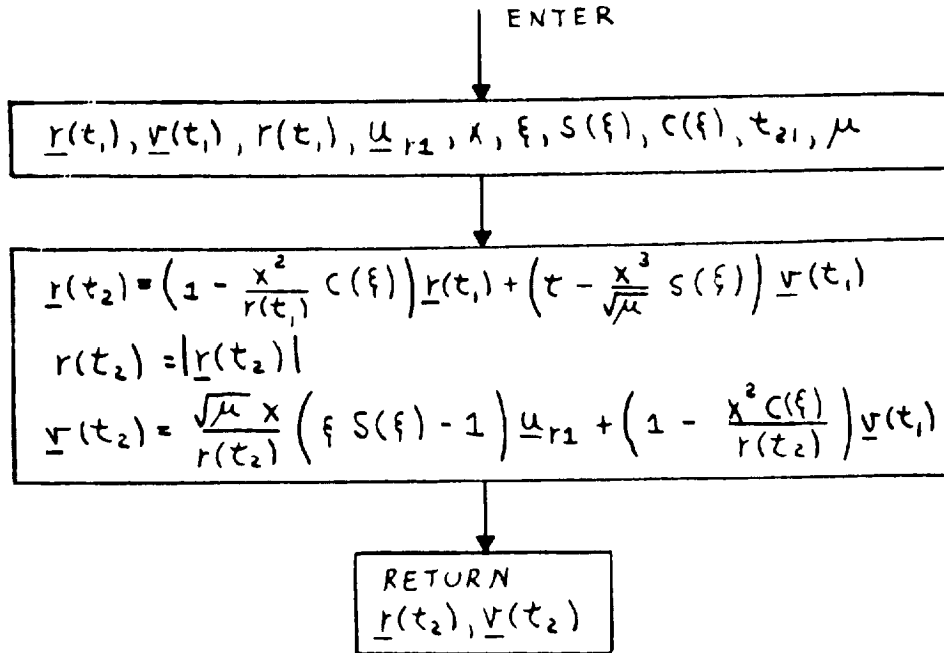 ENTER
r(t₁), v(t₁), r(t₁), u_r1, x, ξ, S(ξ), C(ξ), t₂₁, μ
r(t₂) = (1 - x²/r(t₁) C(ξ)) r(t₁) + (t - x³/√μ S(ξ)) v(t₁)
r(t₂) = |r(t₂)|
v(t₂) = √μ x/r(t₂) (ξ S(ξ) - 1) u_r1 + (1 - x² C(ξ)/r(t₂)) v(t₁)
RETURN
r(t₂), v(t₂)